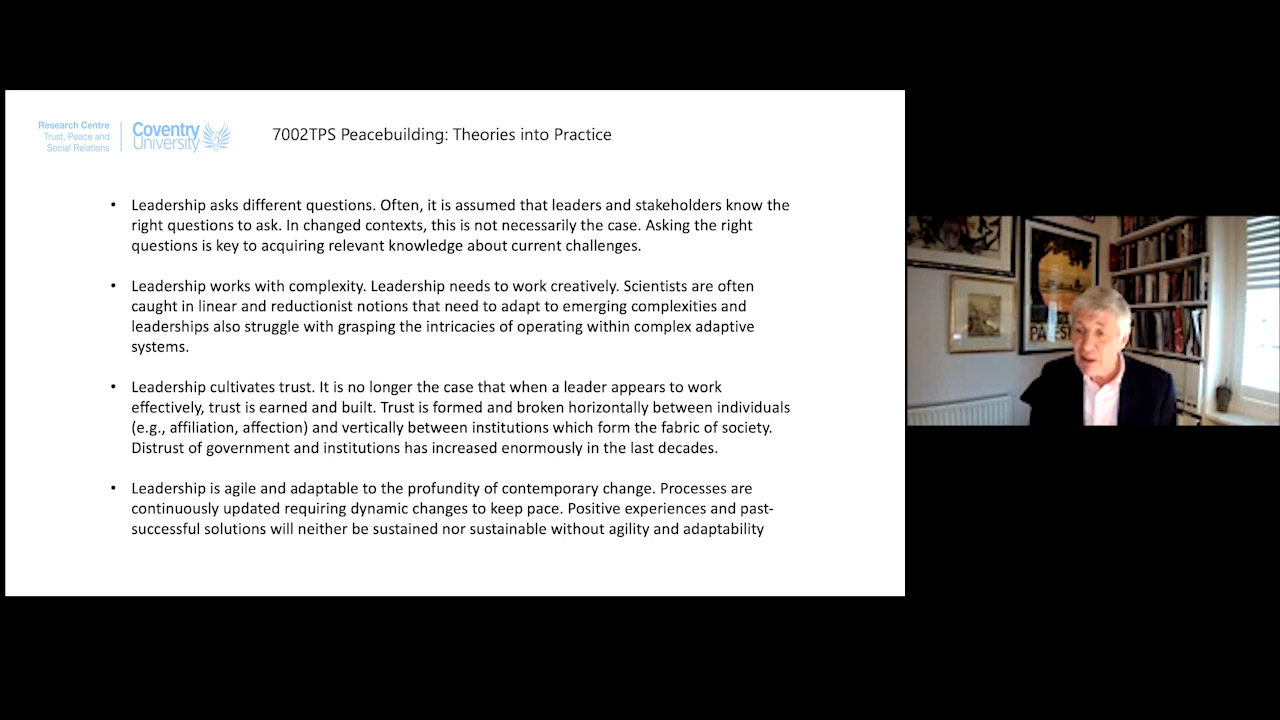 Research Centre
Trust, Peace and
Social Relations
Coventry
University
7002TPS Peacebuilding: Theories into Practice
• Leadership asks different questions. Often, it is assumed that leaders and stakeholders know the
right questions to ask. In changed contexts, this is not necessarily the case. Asking the right
questions is key to acquiring relevant knowledge about current challenges.
• Leadership works with complexity. Leadership needs to work creatively. Scientists are often
caught in linear and reductionist notions that need to adapt to emerging complexities and
leaderships also struggle with grasping the intricacies of operating within complex adaptive
systems.
• Leadership cultivates trust. It is no longer the case that when a leader appears to work
effectively, trust is earned and built. Trust is formed and broken horizontally between individuals
(e.g., affiliation, affection) and vertically between institutions which form the fabric of society.
Distrust of government and institutions has increased enormously in the last decades.
• Leadership is agile and adaptable to the profundity of contemporary change. Processes are
continuously updated requiring dynamic changes to keep pace. Positive experiences and past-
successful solutions will neither be sustained nor sustainable without agility and adaptability